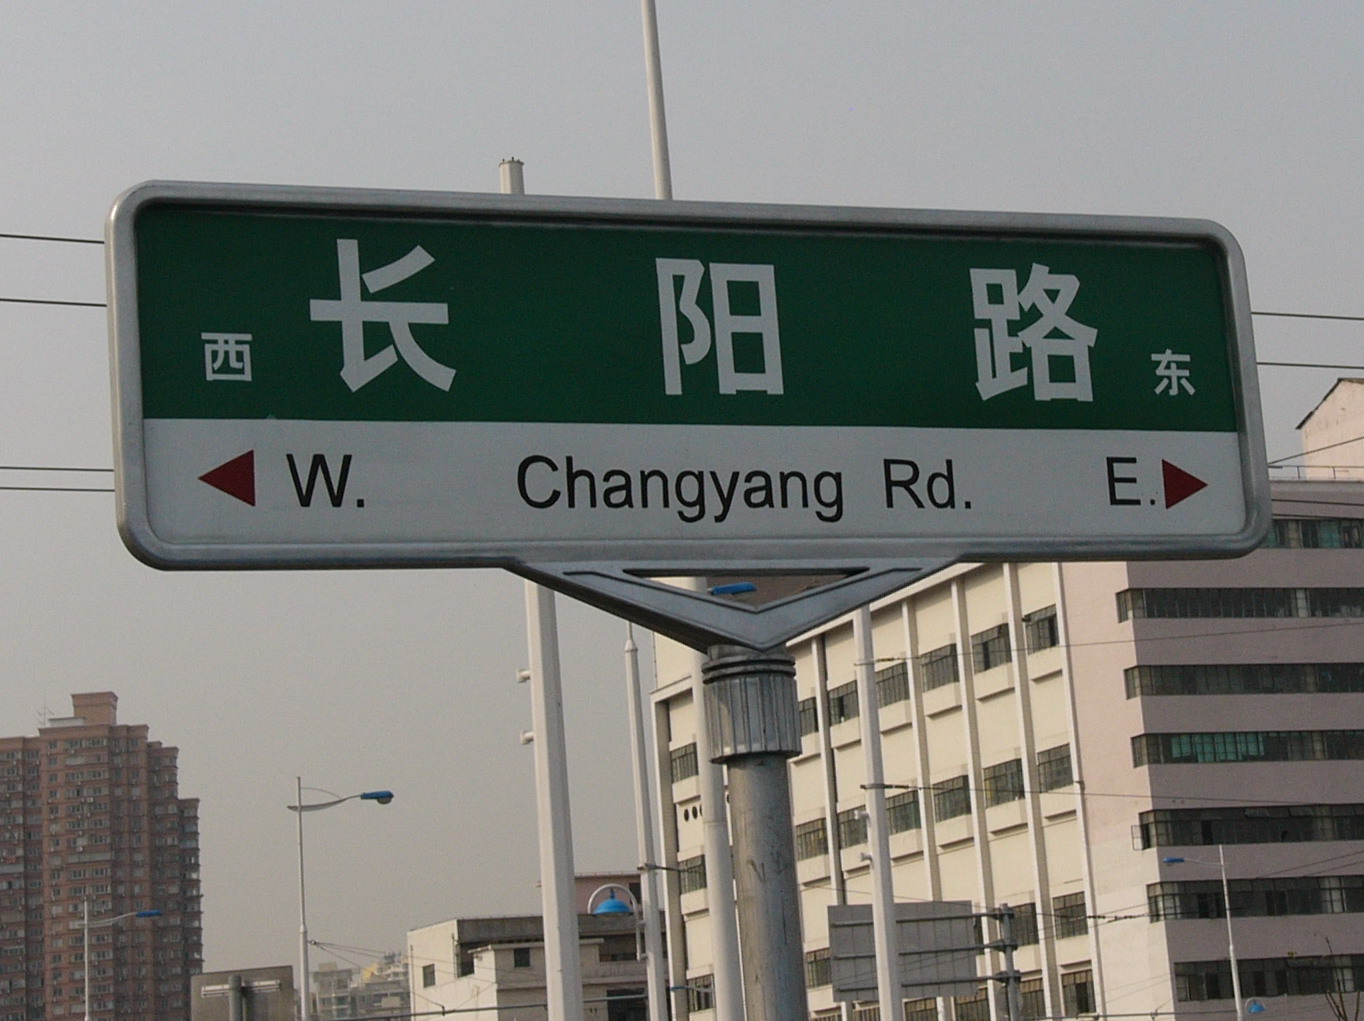 西 长 阳 路 东
W. Changyang Rd. E.